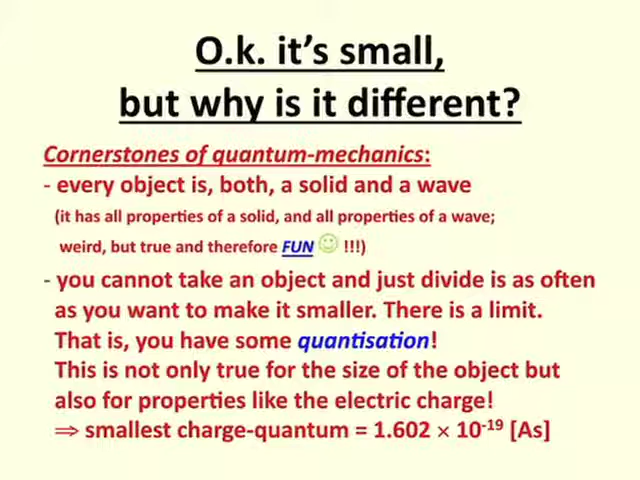 O.k. it's small,
but why is it different?
Cornerstones of quantum-mechanics:
- every object is, both, a solid and a wave
(it has all properties of a solid, and all properties of a wave;
weird, but true and therefore FUN ☺ !!!)
- you cannot take an object and just divide is as often
as you want to make it smaller. There is a limit.
That is, you have some quantisation!
This is not only true for the size of the object but
also for properties like the electric charge!
⇒ smallest charge-quantum = 1.602 × 10⁻¹⁹ [As]